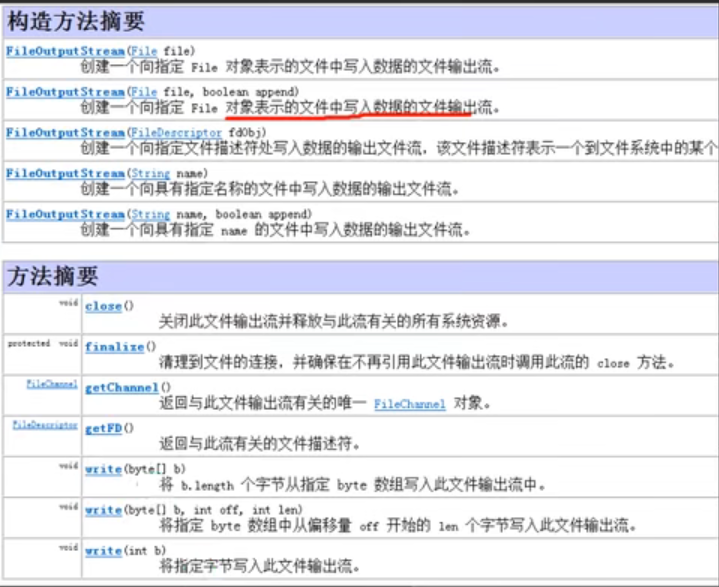 构造方法摘要
FileOutputStream(File file)
创建一个向指定 File 对象表示的文件中写入数据的文件输出流。
FileOutputStream(File file, boolean append)
创建一个向指定 File 对象表示的文件中写入数据的文件输出流。
FileOutputStream(FileDescriptor fdObj)
创建一个向指定文件描述符处写入数据的输出文件流，该文件描述符表示一个到文件系统中的某个
FileOutputStream(String name)
创建一个向具有指定名称的文件中写入数据的输出文件流。
FileOutputStream(String name, boolean append)
创建一个向具有指定 name 的文件中写入数据的输出文件流。
方法摘要
void close()
关闭此文件输出流并释放与此流有关的所有系统资源。
protected void finalize()
清理到文件的连接，并确保在不再引用此文件输出流时调用此流的 close 方法。
FileChannel getChannel()
返回与此文件输出流有关的唯一 FileChannel 对象。
FileDescriptor getFD()
返回与此流有关的文件描述符。
void write(byte[] b)
将 b.length 个字节从指定 byte 数组写入此文件输出流中。
void write(byte[] b, int off, int len)
将指定 byte 数组中从偏移量 off 开始的 len 个字节写入此文件输出流。
void write(int b)
将指定字节写入此文件输出流。